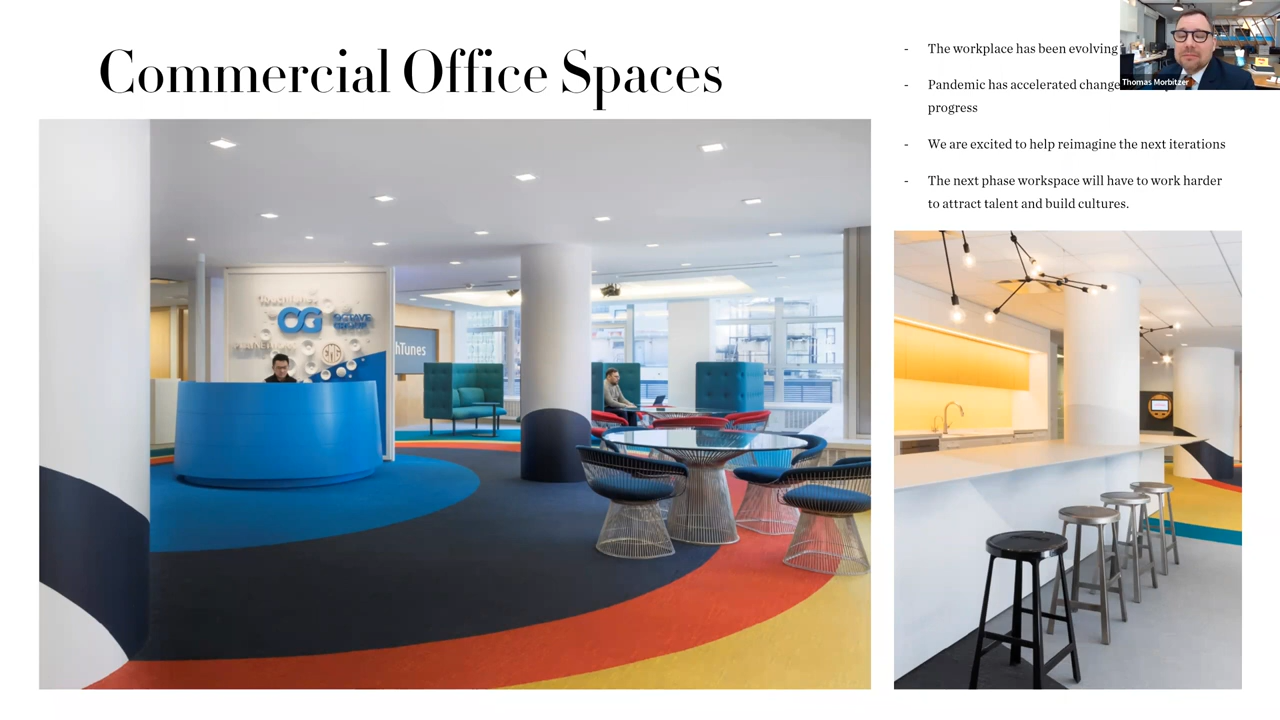 Commercial Office Spaces
- The workplace has been evolving
- Pandemic has accelerated change
progress
- We are excited to help reimagine the next iterations
- The next phase workspace will have to work harder
to attract talent and build cultures.
Thomas Morbitzer
OG OCTAVE
hTunes